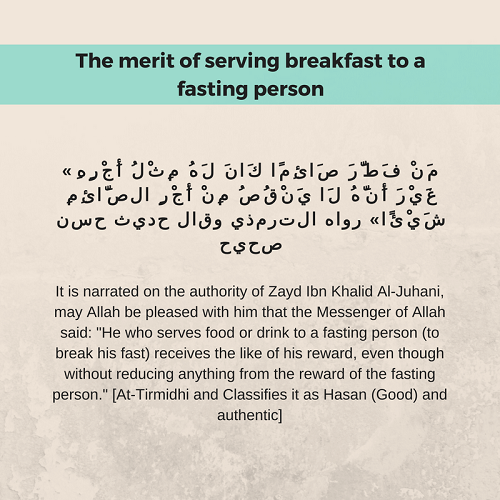 The merit of serving breakfast to a
fasting person
مَنْ فَطَّرَ صَائِمًا كَانَ لَهُ مِثْلُ أَجْرِهِ »
غَيْرَ أَنَّهُ لَا يَنْقُصُ مِنْ أَجْرِ الصَّائِمِ
شَيْئًا» رواه الترمذي وقال حديث حسن
صحيح
It is narrated on the authority of Zayd Ibn Khalid Al-Juhani,
may Allah be pleased with him that the Messenger of Allah
said: "He who serves food or drink to a fasting person (to
break his fast) receives the like of his reward, even though
without reducing anything from the reward of the fasting
person." [At-Tirmidhi and Classifies it as Hasan (Good) and
authentic]